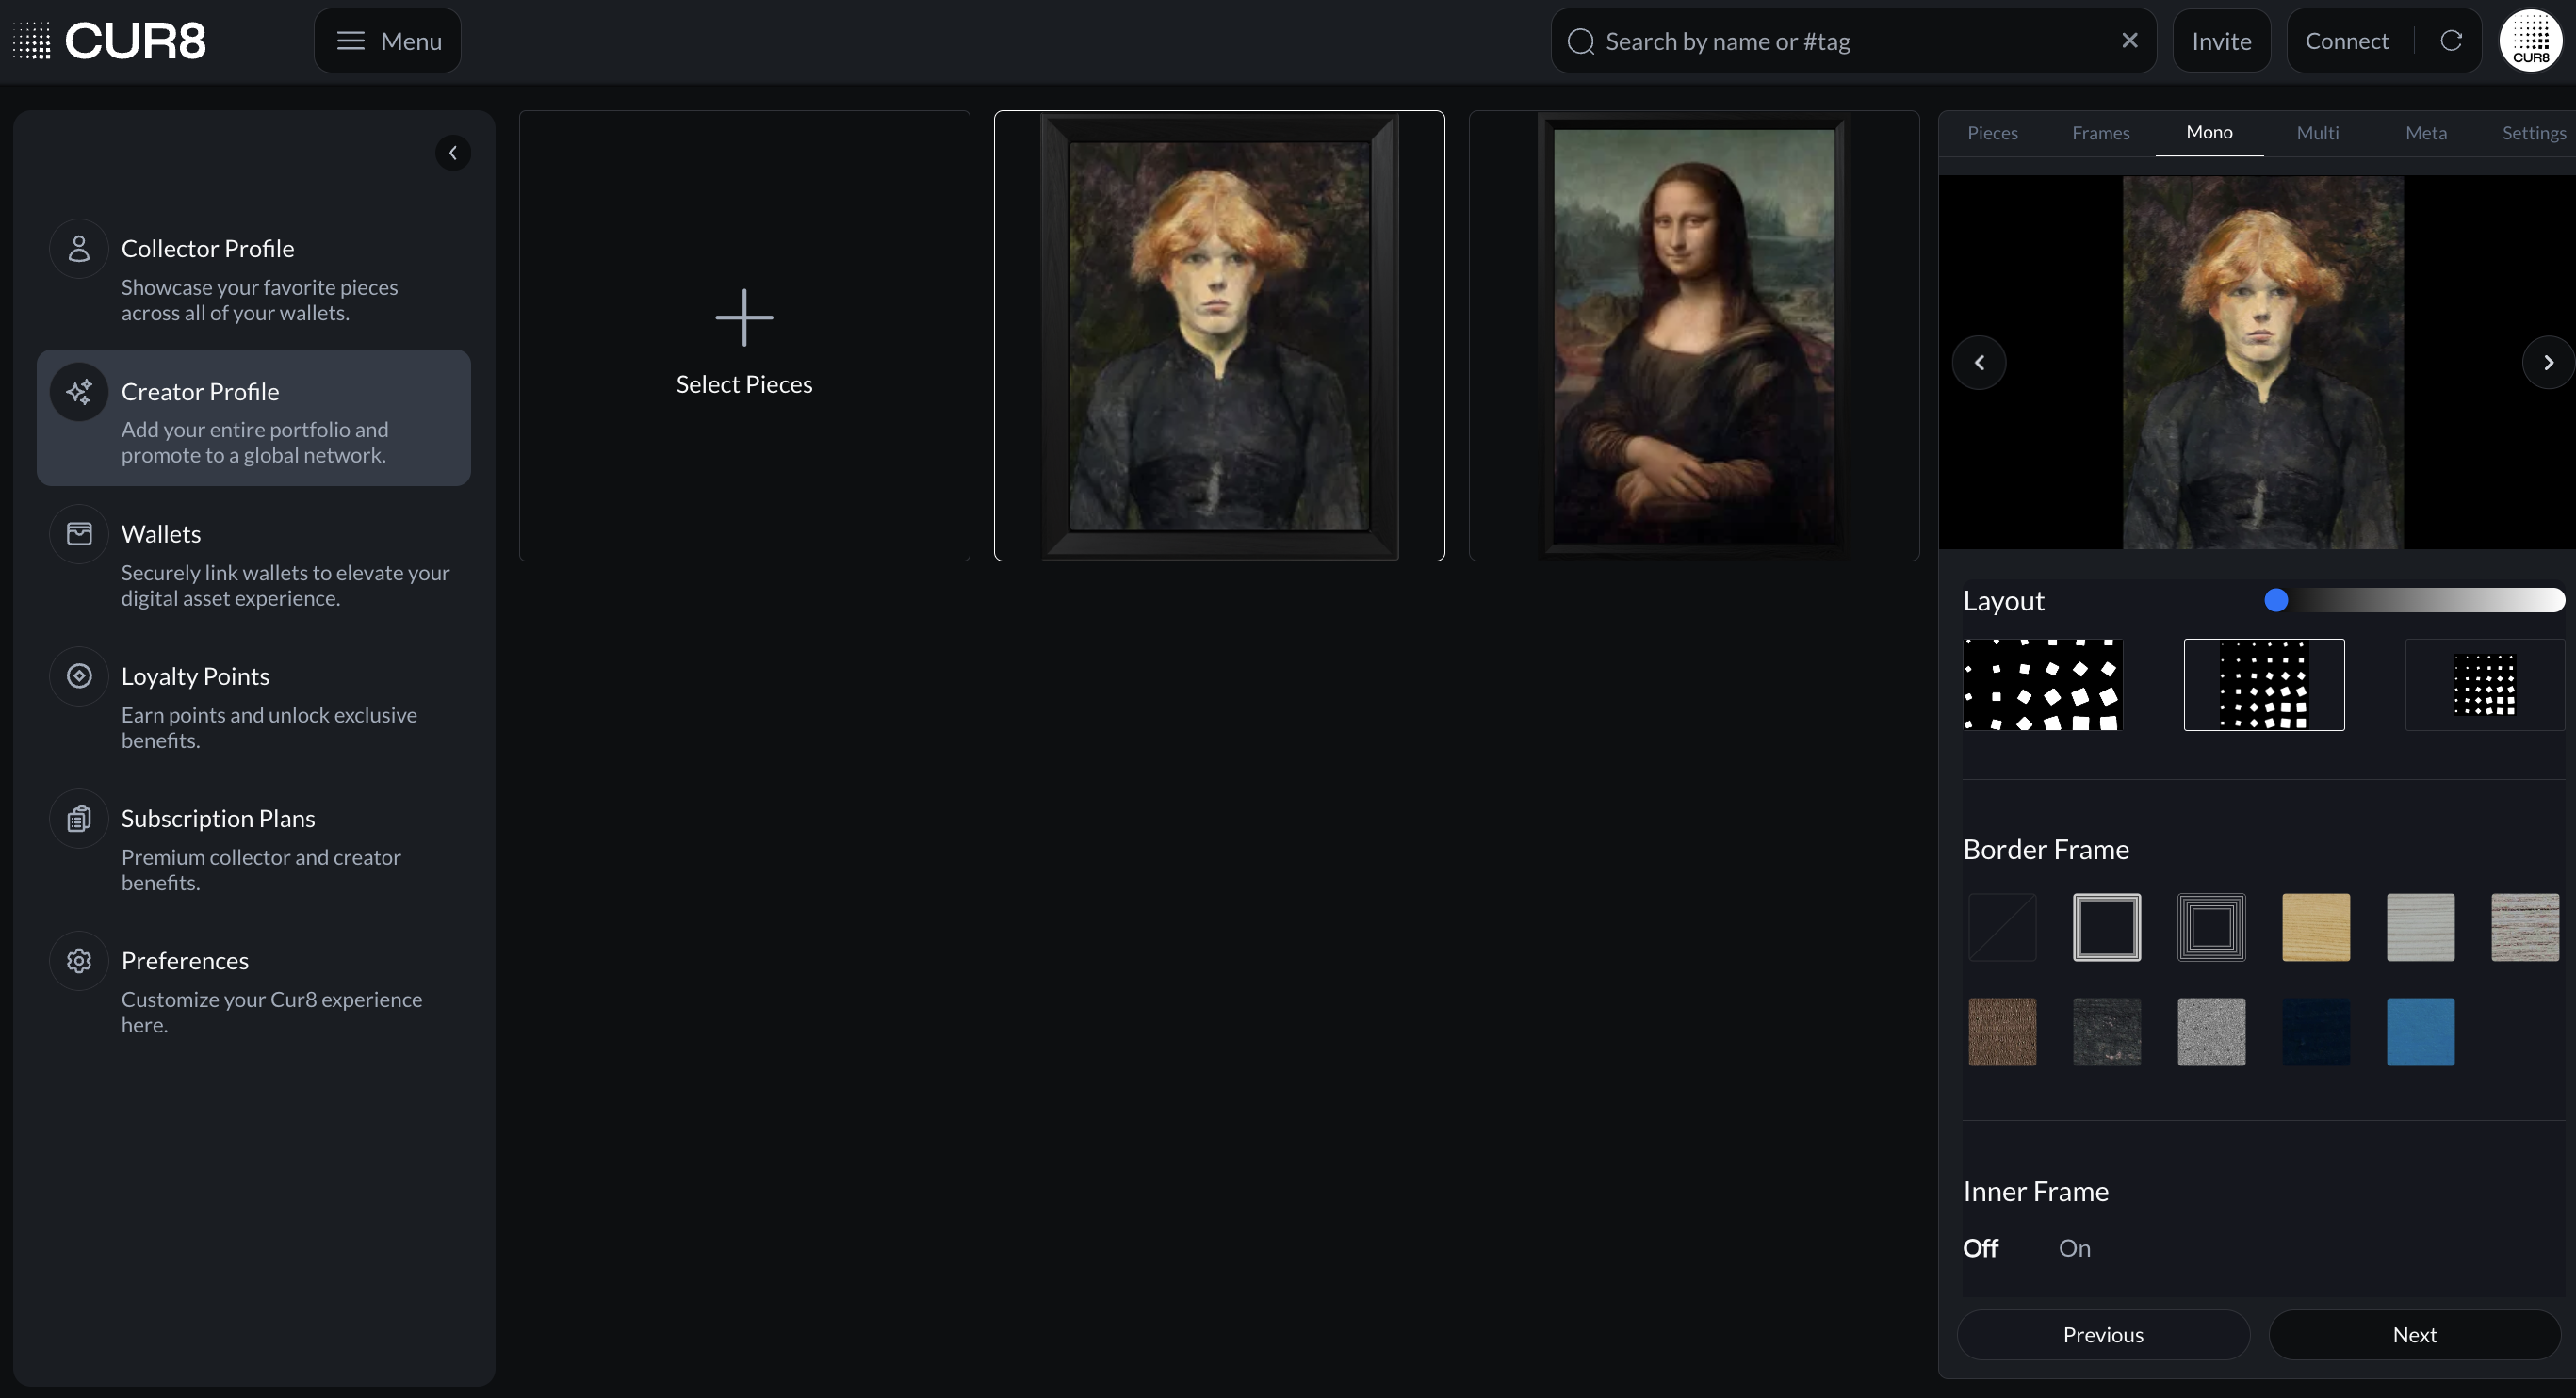 CUR8
Menu
Search by name or #tag
Invite
Connect
CUR8
Collector Profile
Showcase your favorite pieces
across all of your wallets.
Creator Profile
Add your entire portfolio and
promote to a global network.
Wallets
Securely link wallets to elevate your
digital asset experience.
Loyalty Points
Earn points and unlock exclusive
benefits.
Subscription Plans
Premium collector and creator
benefits.
Preferences
Customize your Cur8 experience
here.
Select Pieces
Pieces
Frames
Mono
Multi
Meta
Settings
Layout
Border Frame
Inner Frame
Off
On
Previous
Next